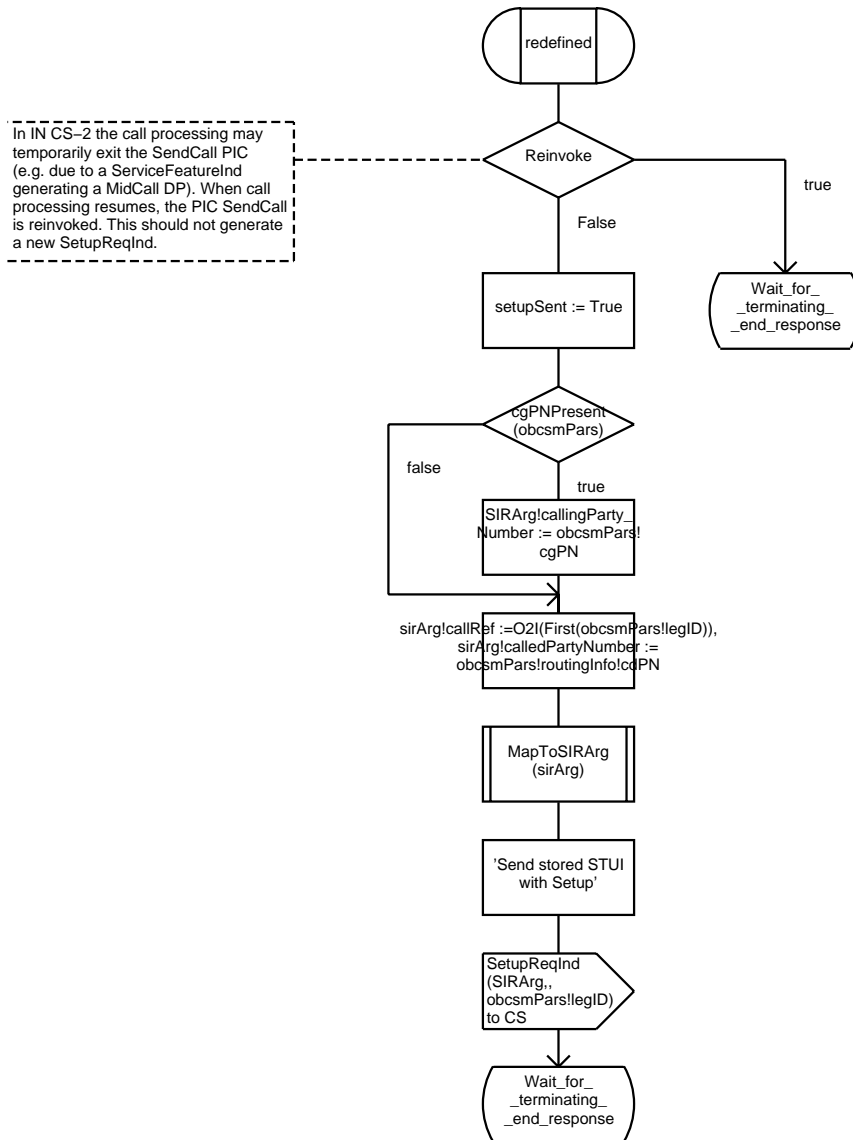 redefined
In IN CS−2 the call processing may
temporarily exit the SendCall PIC
(e.g. due to a ServiceFeatureInd
generating a MidCall DP). When call
processing resumes, the PIC SendCall
is reinvoked. This should not generate
a new SetupReqInd.
Reinvoke
true
False
setupSent := True
Wait_for_
_terminating_
_end_response
cgPNPresent
(obcsmPars)
false
true
SIRArg!callingParty_
Number := obcsmPars!
cgPN
sirArg!callRef :=O2I(First(obcsmPars!legID)),
sirArg!calledPartyNumber :=
obcsmPars!routingInfo!cdPN
MapToSIRArg
(sirArg)
’Send stored STUI
with Setup’
SetupReqInd
(SIRArg,,
obcsmPars!legID)
to CS
Wait_for_
_terminating_
_end_response